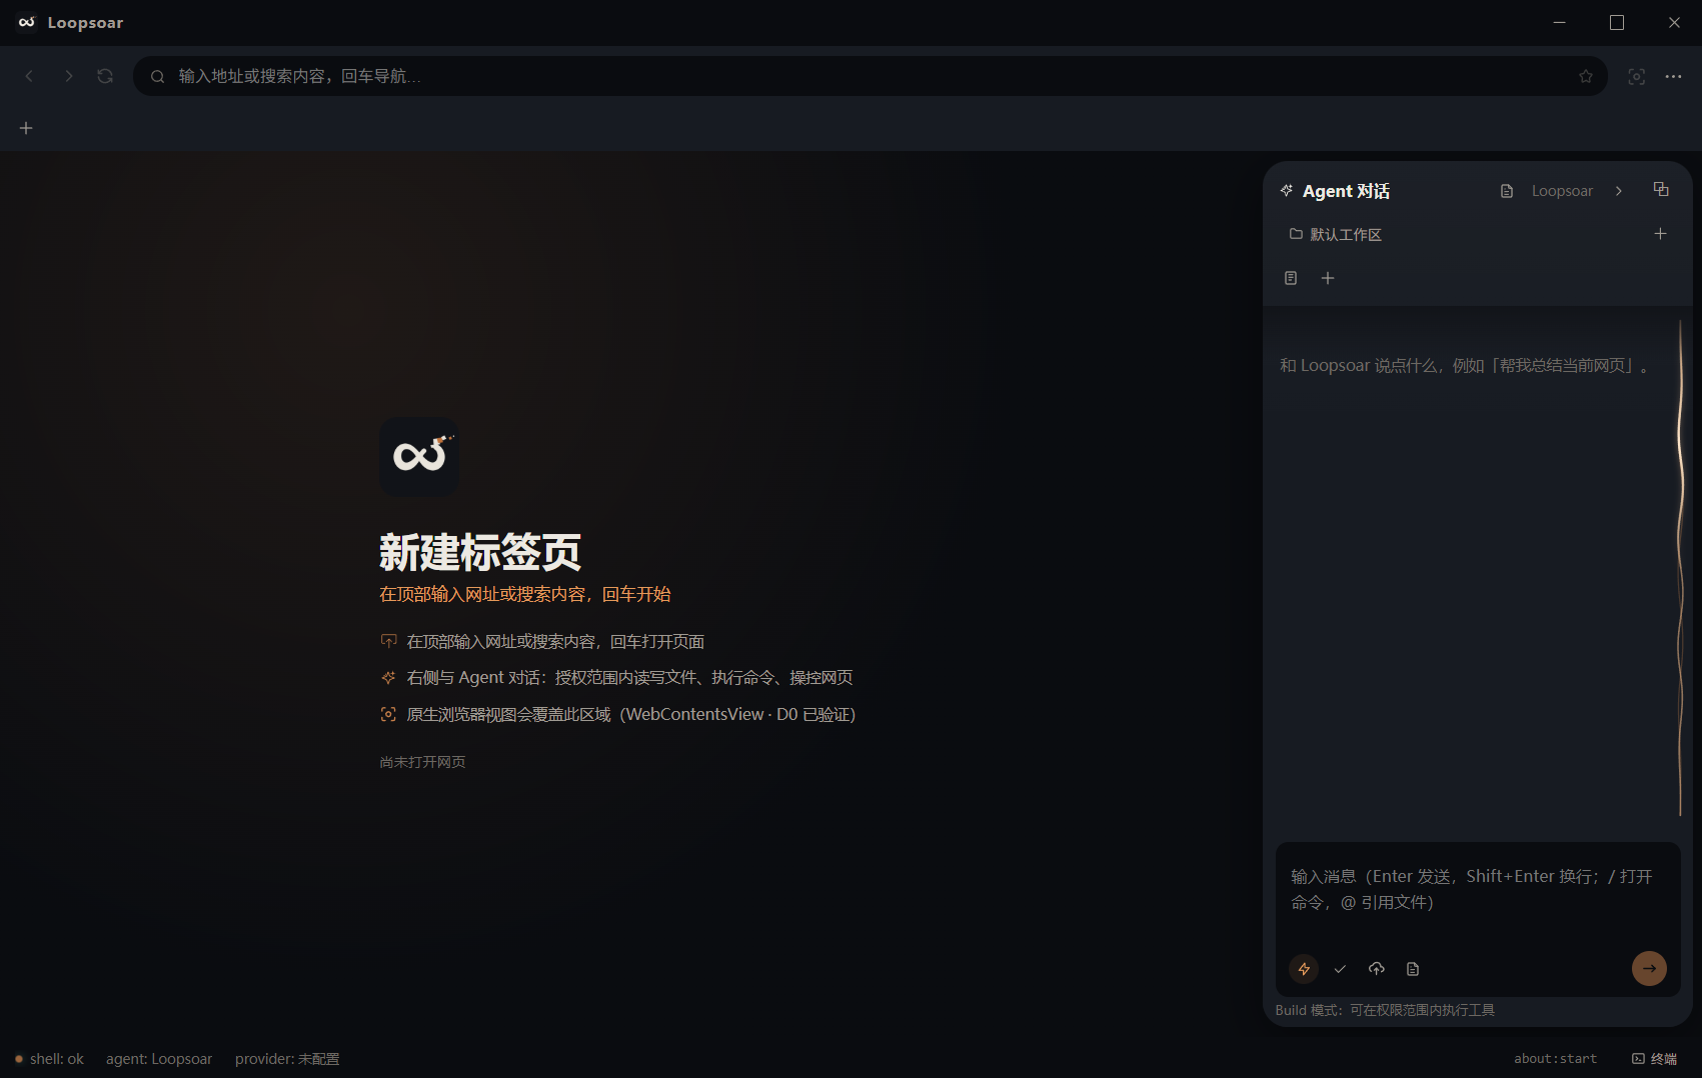 Loopsoar
输入地址或搜索内容，回车导航...
Agent 对话
Loopsoar
默认工作区
和 Loopsoar 说点什么，例如「帮我总结当前网页」。
新建标签页
在顶部输入网址或搜索内容，回车开始
在顶部输入网址或搜索内容，回车打开页面
右侧与 Agent 对话：授权范围内读写文件、执行命令、操控网页
原生浏览器视图会覆盖此区域（WebContentsView · D0 已验证）
尚未打开网页
输入消息（Enter 发送，Shift+Enter 换行；/ 打开
命令，@ 引用文件）
Build 模式：可在权限范围内执行工具
shell: ok
agent: Loopsoar
provider: 未配置
about:start
终端